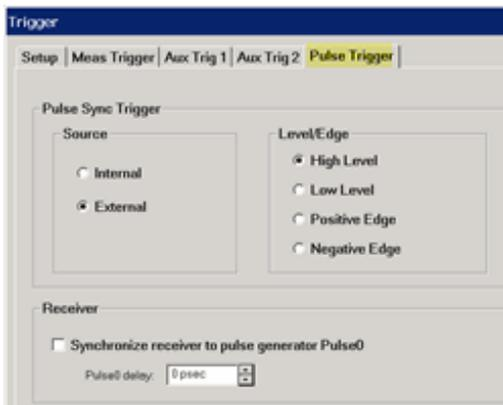 Trigger
Setup Meas Trigger Aux Trig 1 Aux Trig 2 Pulse Trigger
Pulse Sync Trigger
Source
Internal
External
Level/Edge
High Level
Low Level
Positive Edge
Negative Edge
Receiver
Synchronize receiver to pulse generator Pulse0
Pulse0 delay: 0 psec